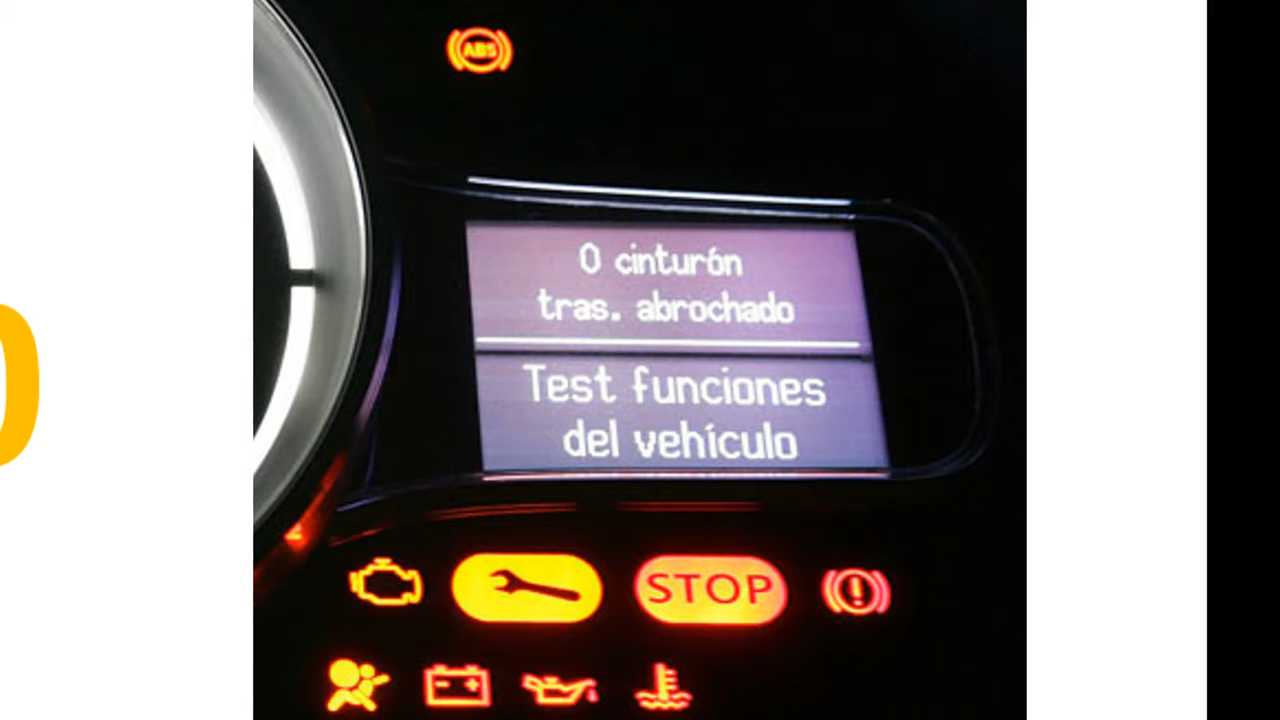 ABS
0 cinturón
tras. abrochado
Test funciones
del vehículo
STOP